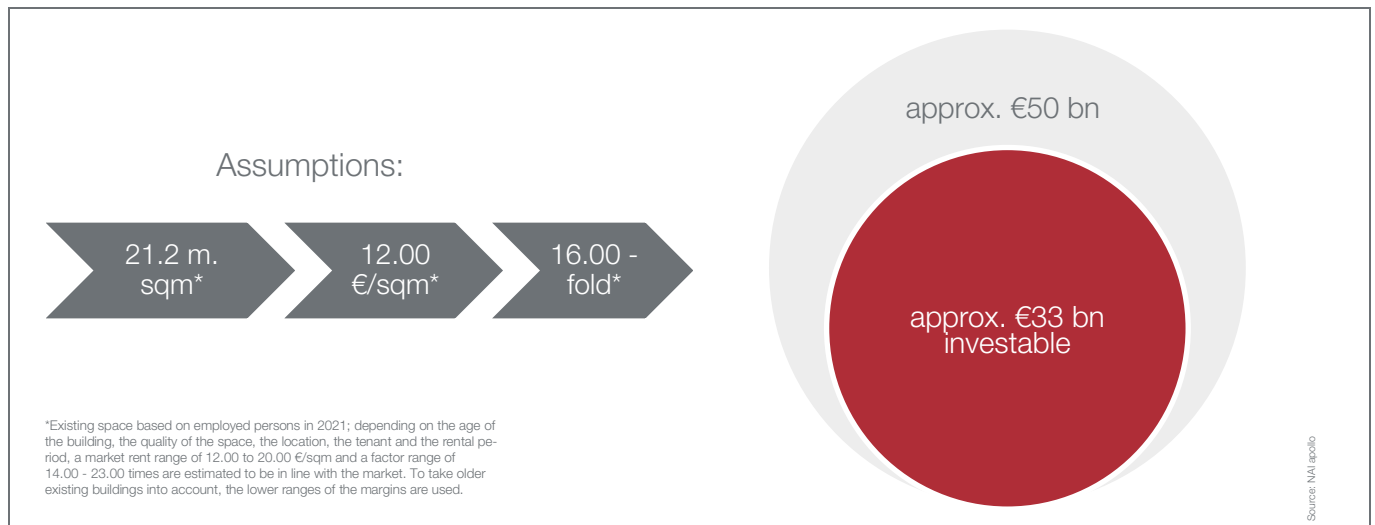 Assumptions:
21.2 m.
sqm*
12.00
€/sqm*
16.00 -
fold*
*Existing space based on employed persons in 2021; depending on the age of
the building, the quality of the space, the location, the tenant and the rental pe-
riod, a market rent range of 12.00 to 20.00 €/sqm and a factor range of
14.00 - 23.00 times are estimated to be in line with the market. To take older
existing buildings into account, the lower ranges of the margins are used.
approx. €50 bn
approx. €33 bn
investable
Source: NAI apollo